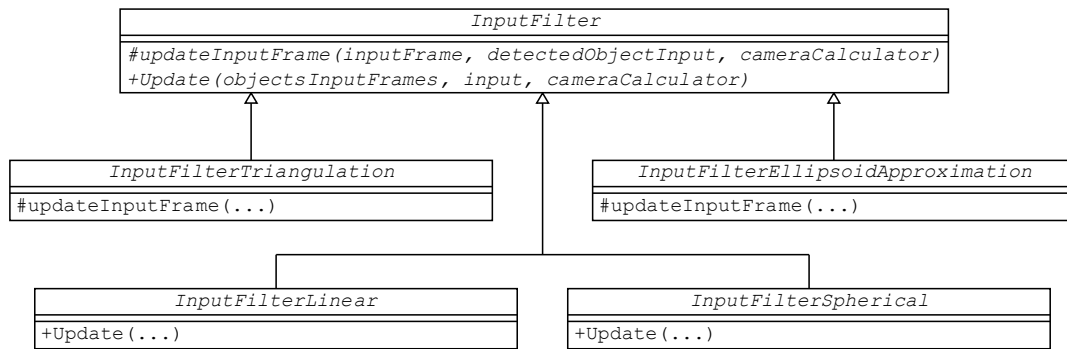 InputFilter
#updateInputFrame(inputFrame, detectedObjectInput, cameraCalculator)
+Update(objectsInputFrames, input, cameraCalculator)
InputFilterTriangulation
#updateInputFrame(...)
InputFilterEllipsoidApproximation
#updateInputFrame(...)
InputFilterLinear
+Update(...)
InputFilterSpherical
+Update(...)